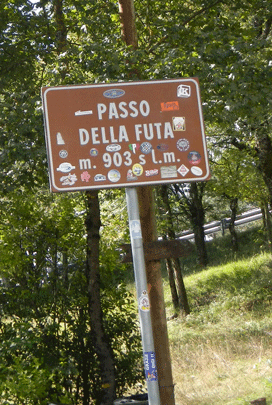 PASSO
DELLA FUTA
m. 903 s.l.m.